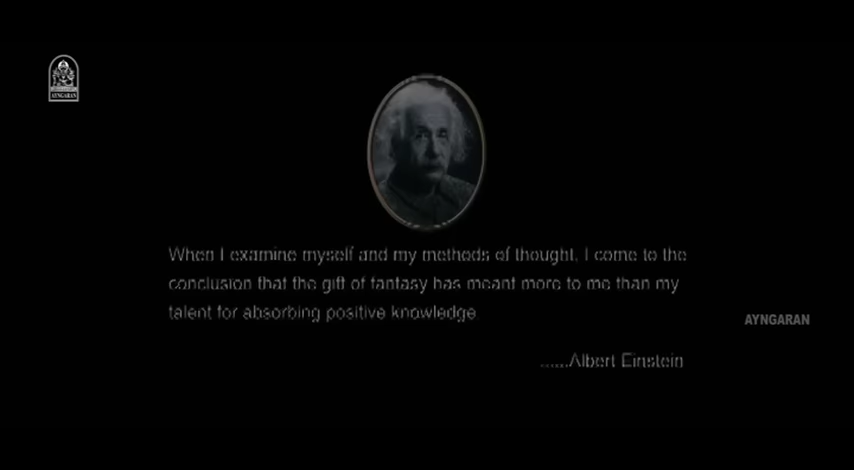 AYNGARAN
When I examine myself and my methods of thought, I come to the
conclusion that the gift of fantasy has meant more to me than my
talent for absorbing positive knowledge
AYNGARAN
......Albert Einstein